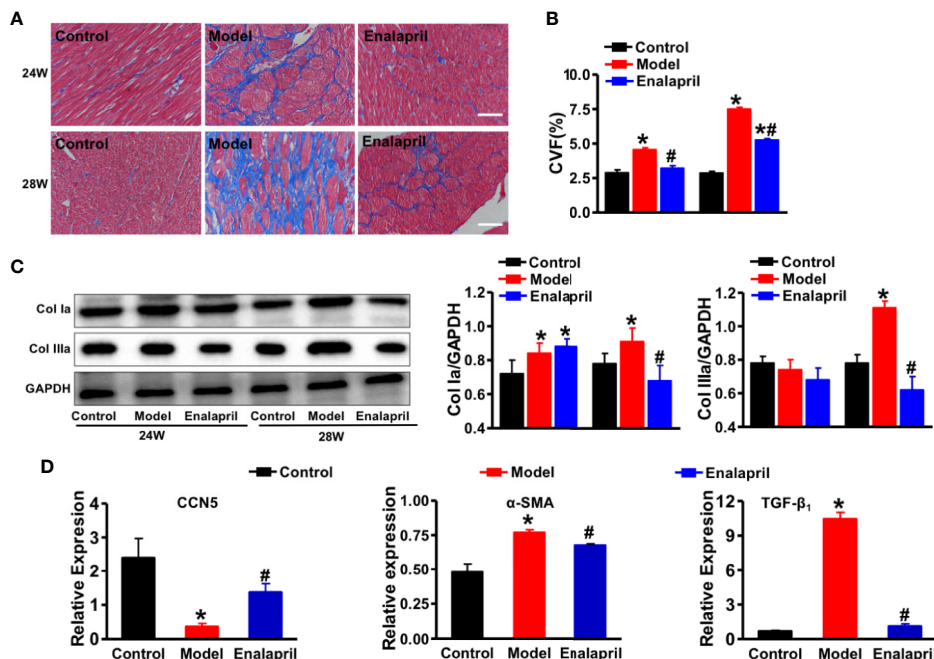 A
Control
Model
Enalapril
24W
Control
Model
Enalapril
28W
B
Control
Model
Enalapril
CVF(%)
10.0
7.5
5.0
2.5
0.0
*
#
*
*#
C
Col Ia
Col IIIa
GAPDH
Control Model Enalapril Control Model Enalapril
24W 28W
Control
Model
Enalapril
Col Ia/GAPDH
1.2
1.0
0.8
0.6
0.4
* * * #
Control
Model
Enalapril
Col IIIa/GAPDH
1.2
1.0
0.8
0.6
0.4
*
#
D
Control Model Enalapril
CCN5
Relative Expresion
4
3
2
1
0
*
#
Control Model Enalapril
α-SMA
Relative expression
1.00
0.75
0.50
0.25
0.00
*
#
Control Model Enalapril
TGF-β₁
Relative Expression
12
9
6
3
0
*
#
Control Model Enalapril